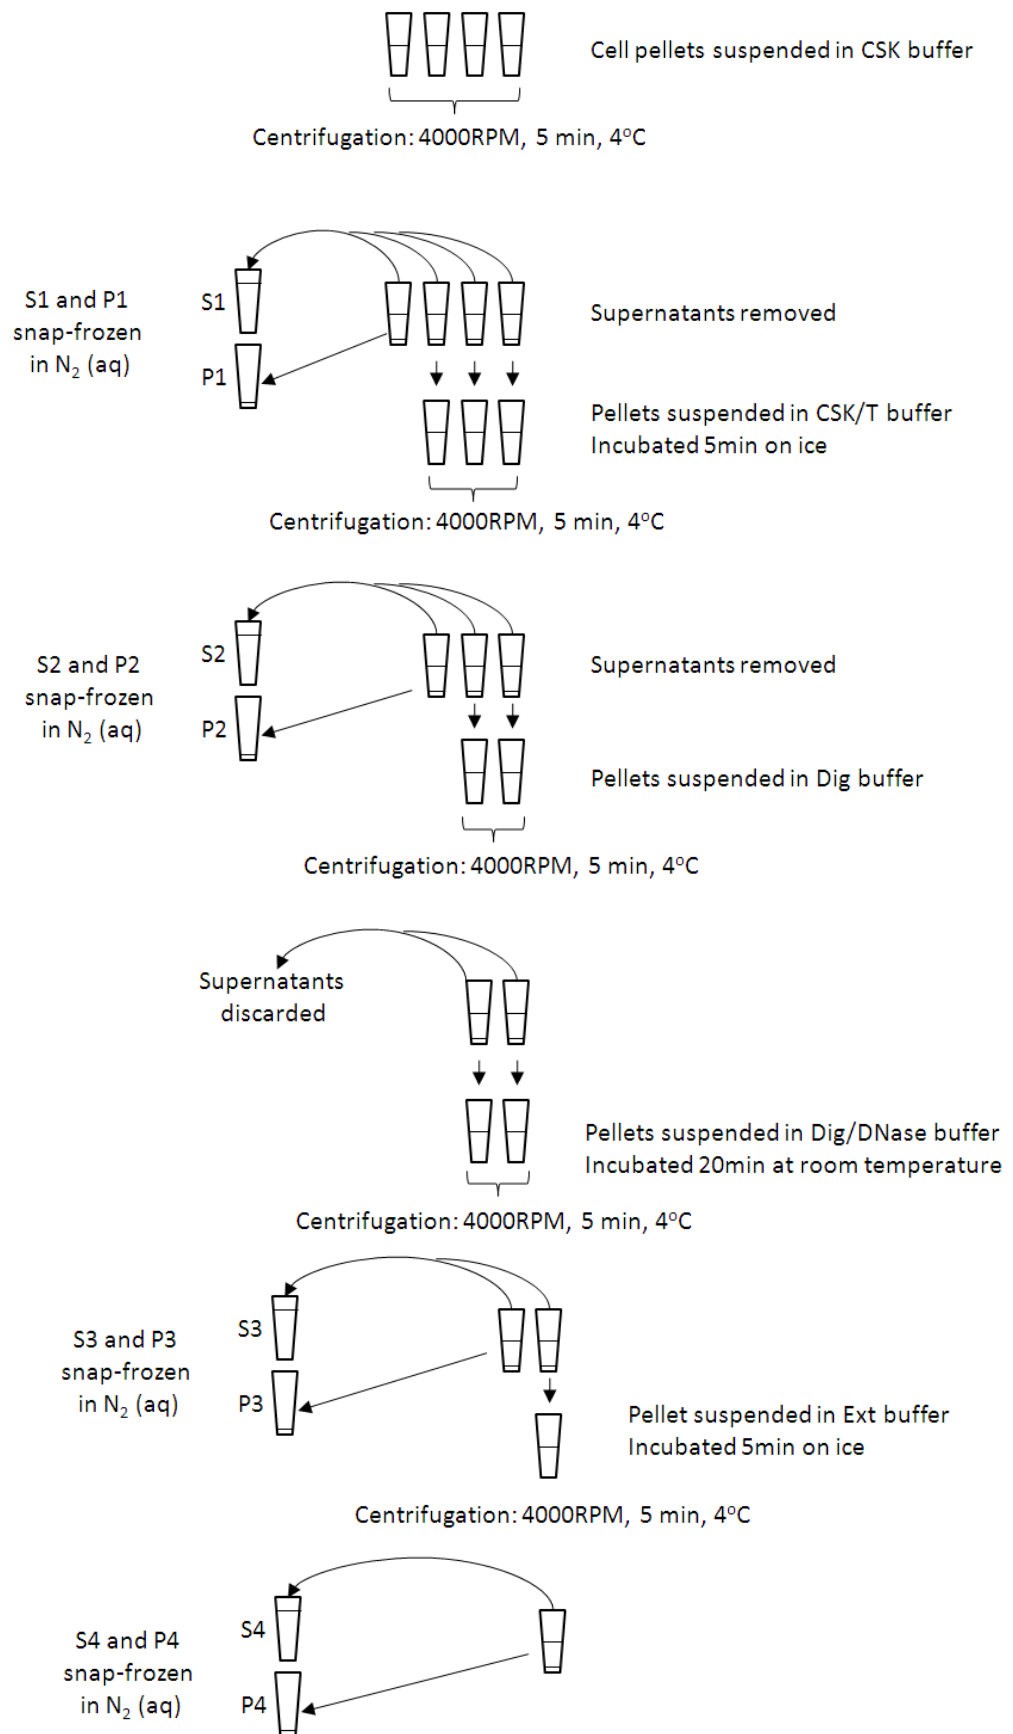 Cell pellets suspended in CSK buffer
Centrifugation: 4000RPM, 5 min, 4°C
S1 and P1
snap-frozen
in N₂ (aq)
S1
P1
Supernatants removed
Pellets suspended in CSK/T buffer
Incubated 5min on ice
Centrifugation: 4000RPM, 5 min, 4°C
S2 and P2
snap-frozen
in N₂ (aq)
S2
P2
Supernatants removed
Pellets suspended in Dig buffer
Centrifugation: 4000RPM, 5 min, 4°C
Supernatants
discarded
Pellets suspended in Dig/DNase buffer
Incubated 20min at room temperature
Centrifugation: 4000RPM, 5 min, 4°C
S3 and P3
snap-frozen
in N₂ (aq)
S3
P3
Pellet suspended in Ext buffer
Incubated 5min on ice
Centrifugation: 4000RPM, 5 min, 4°C
S4 and P4
snap-frozen
in N₂ (aq)
S4
P4